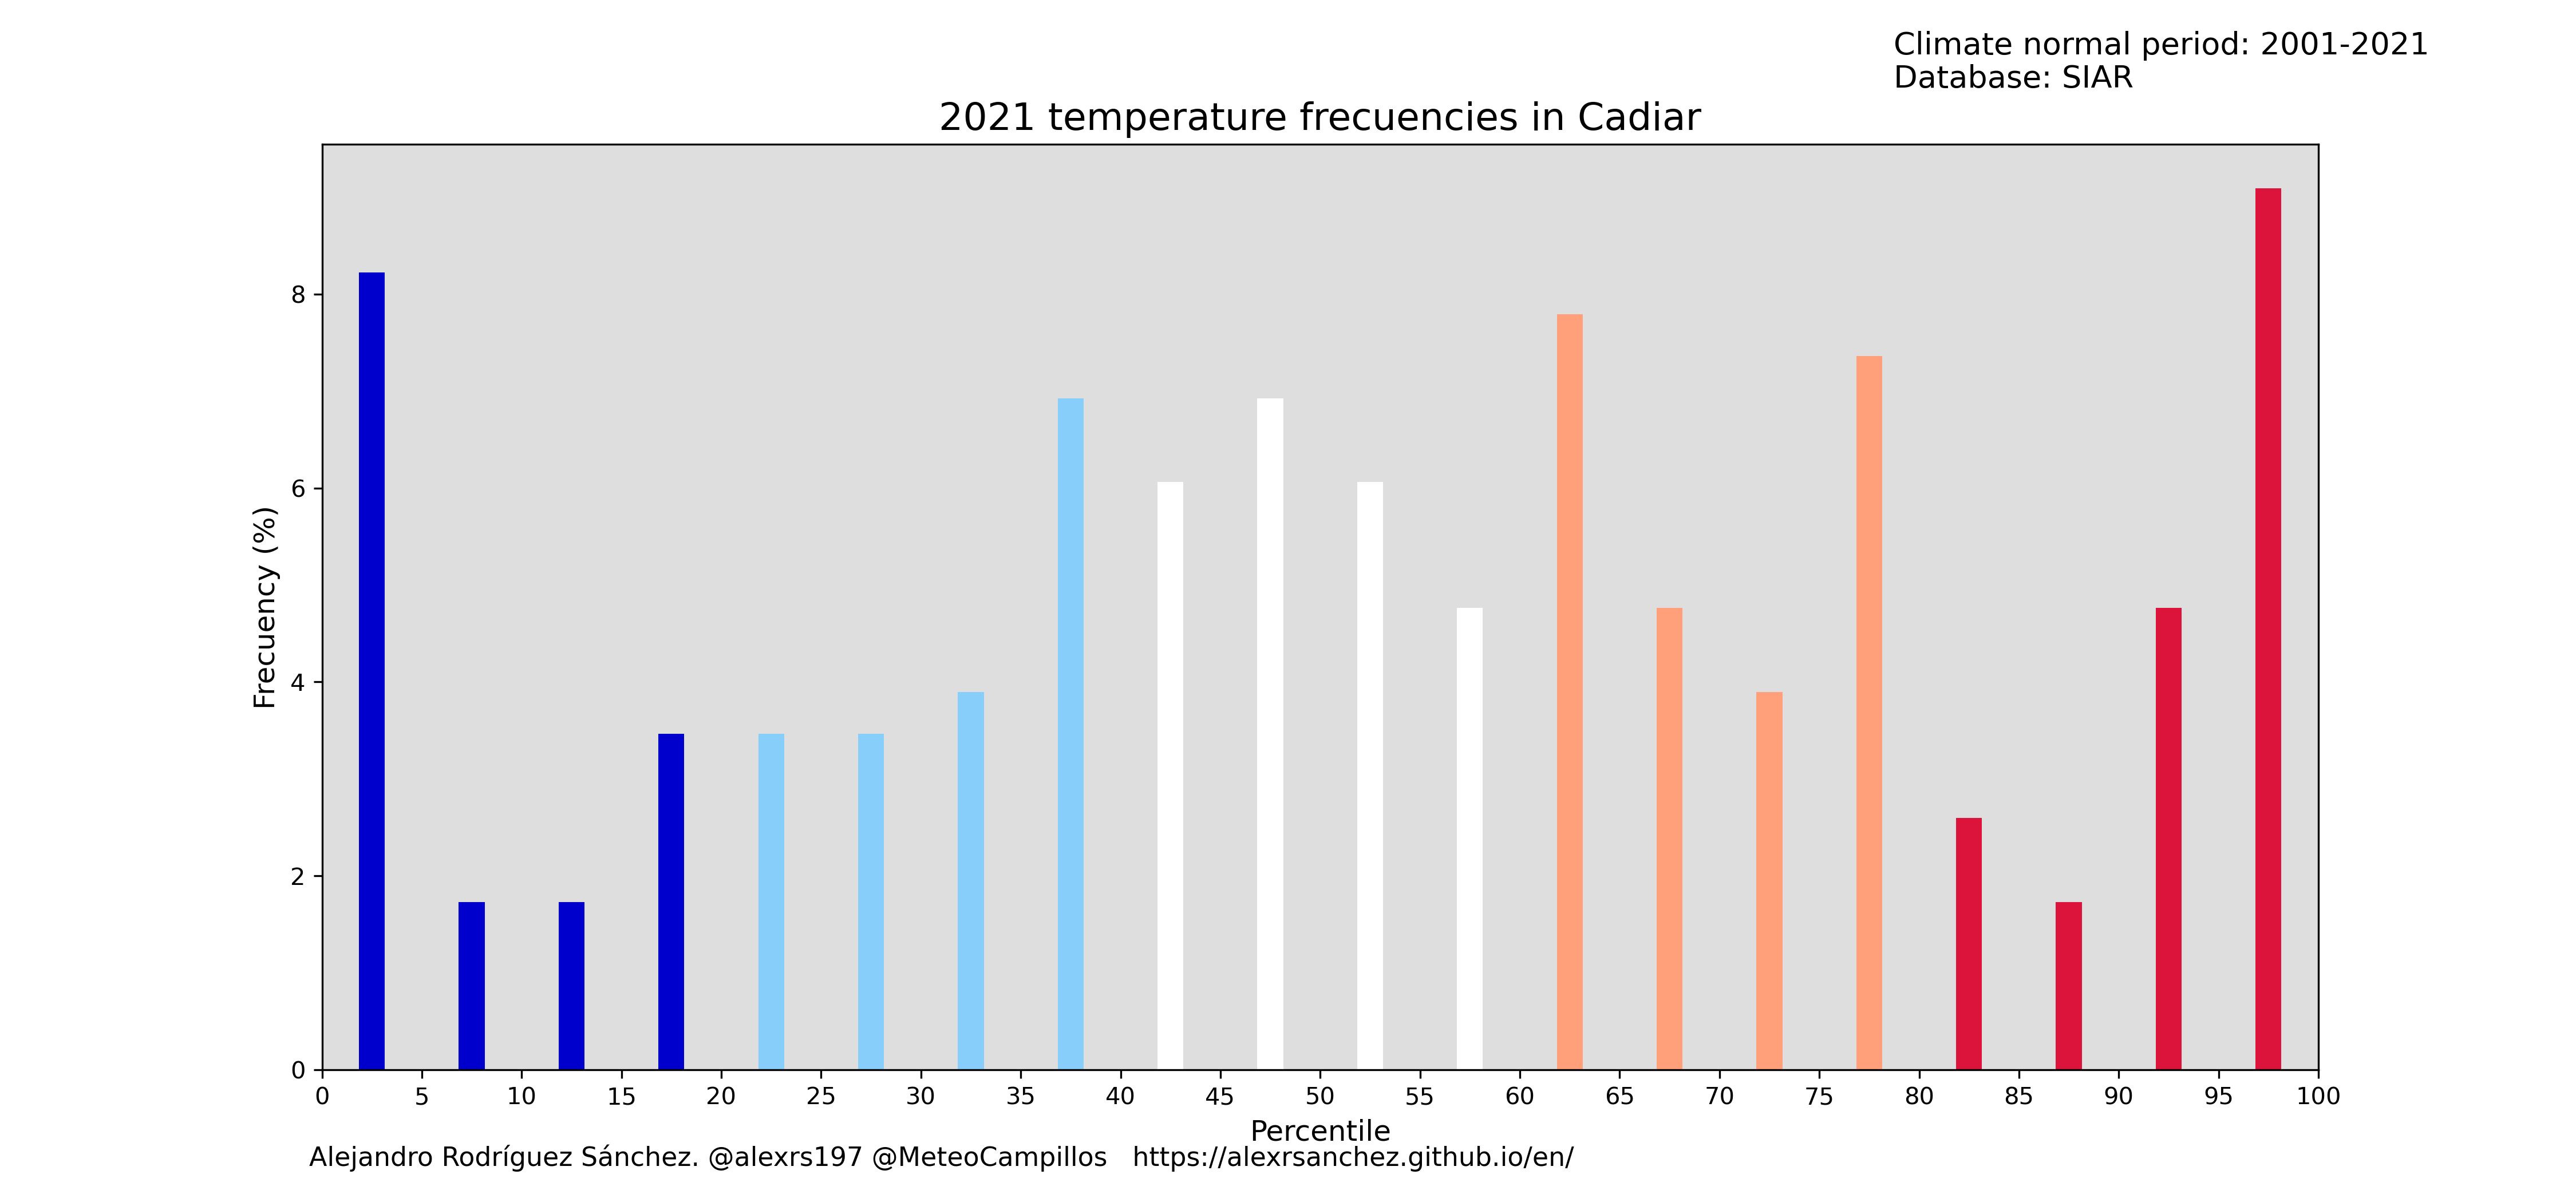 Climate normal period: 2001-2021
Database: SIAR
2021 temperature frecuencies in Cadiar
Frecuency (%)
8
6
4
2
0
0 5 10 15 20 25 30 35 40 45 50 55 60 65 70 75 80 85 90 95 100
Percentile
Alejandro Rodríguez Sánchez. @alexrs197 @MeteoCampillos https://alexrsanchez.github.io/en/